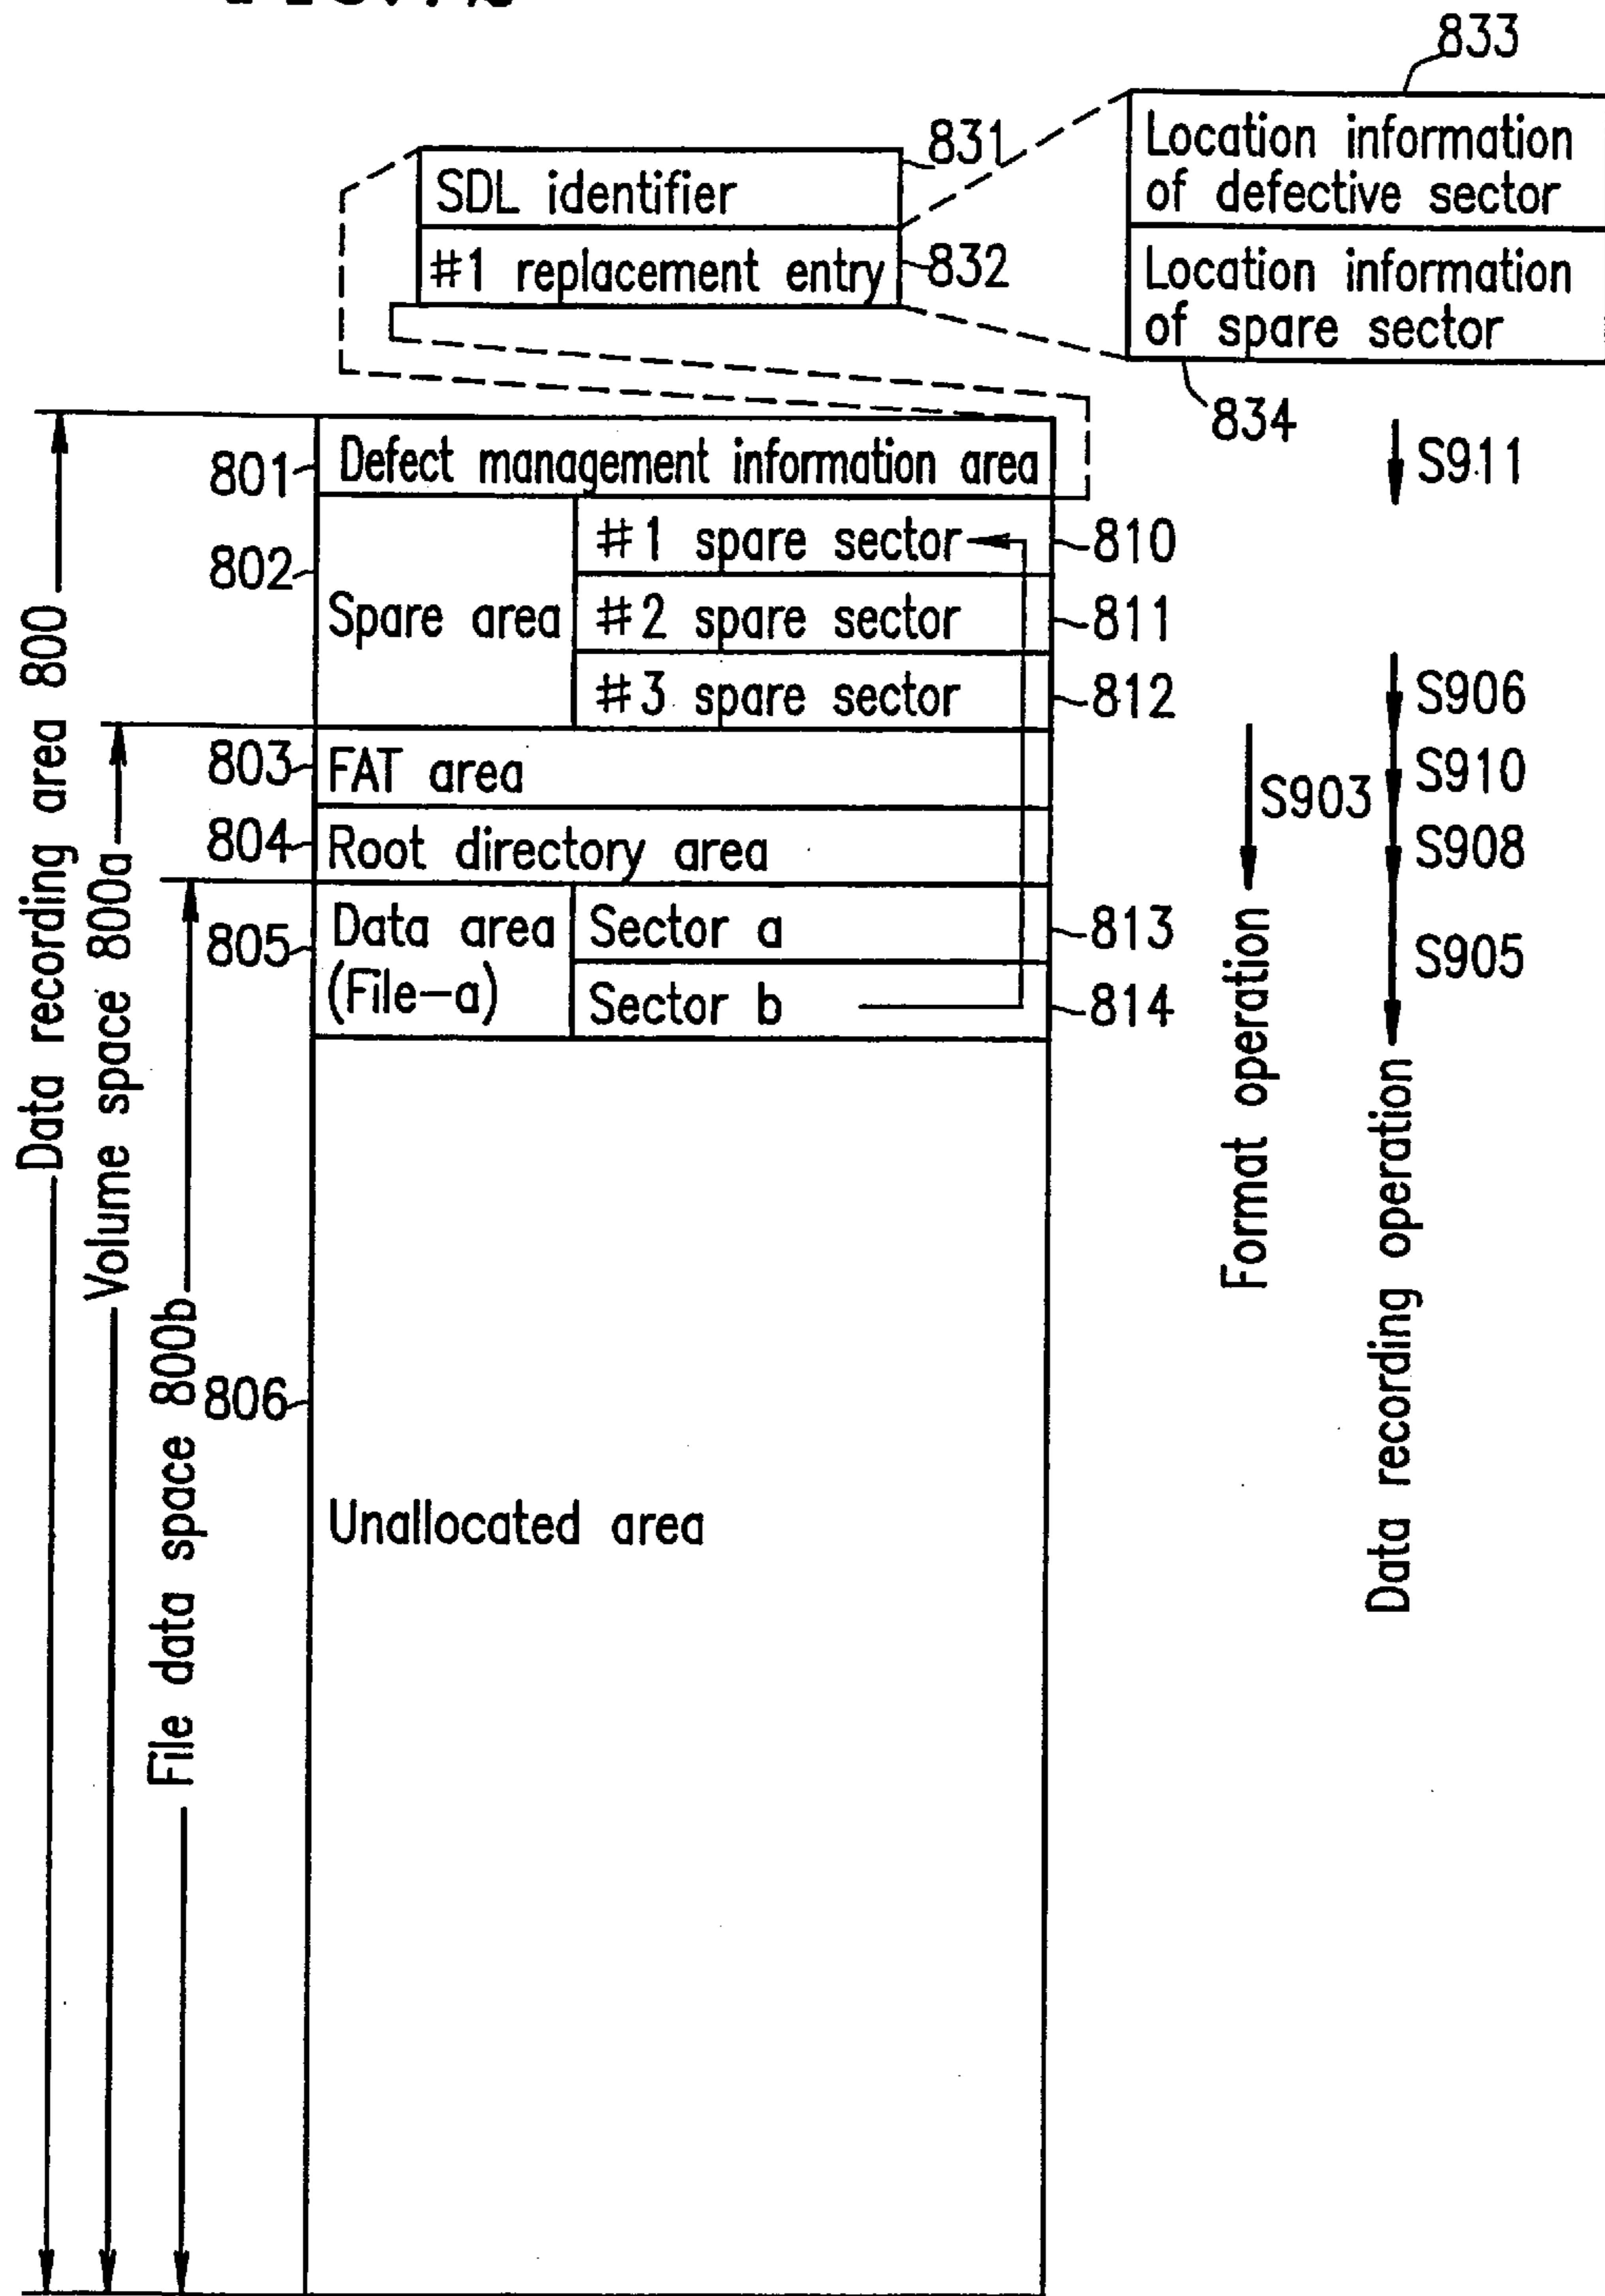 833
831
Location information
of defective sector
SDL identifier
#1 replacement entry
832
Location information
of spare sector
834
801
Defect management information area
S911
802
Spare area
#1 spare sector
810
#2 spare sector
811
#3 spare sector
812
S906
803
FAT area
S910
S903
804
Root directory area
S908
805
Data area
(File-a)
Sector a
813
S905
Sector b
814
Data recording area 800
Volume space 800a
File data space 800b
Format operation
Data recording operation
806
Unallocated area